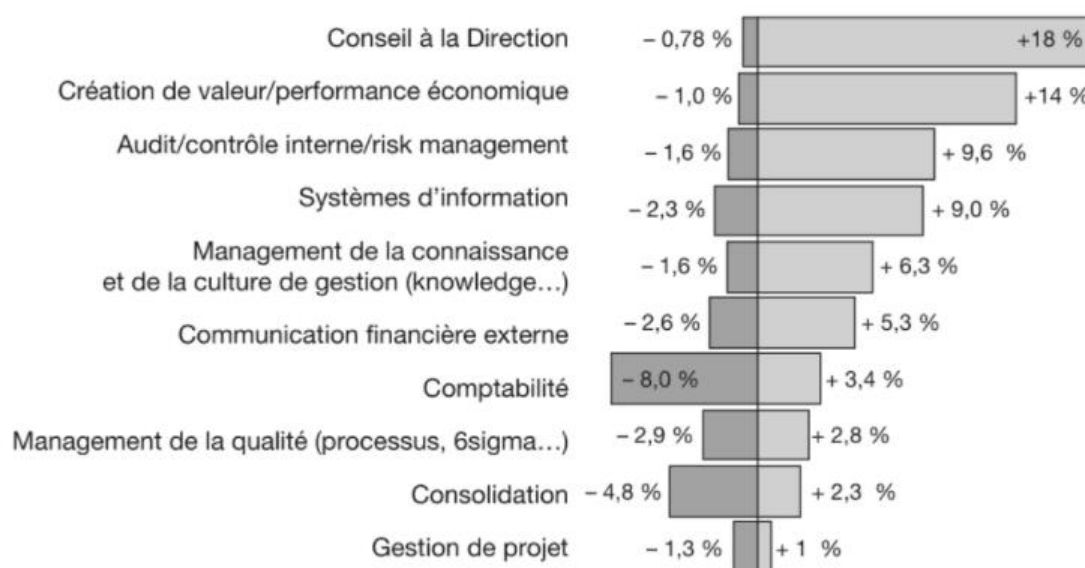 Conseil à la Direction – 0,78 % +18 %
Création de valeur/performance économique – 1,0 % +14 %
Audit/contrôle interne/risk management – 1,6 % + 9,6 %
Systèmes d’information – 2,3 % + 9,0 %
Management de la connaissance
et de la culture de gestion (knowledge…) – 1,6 % + 6,3 %
Communication financière externe – 2,6 % + 5,3 %
Comptabilité – 8,0 % + 3,4 %
Management de la qualité (processus, 6sigma…) – 2,9 % + 2,8 %
Consolidation – 4,8 % + 2,3 %
Gestion de projet – 1,3 % + 1 %